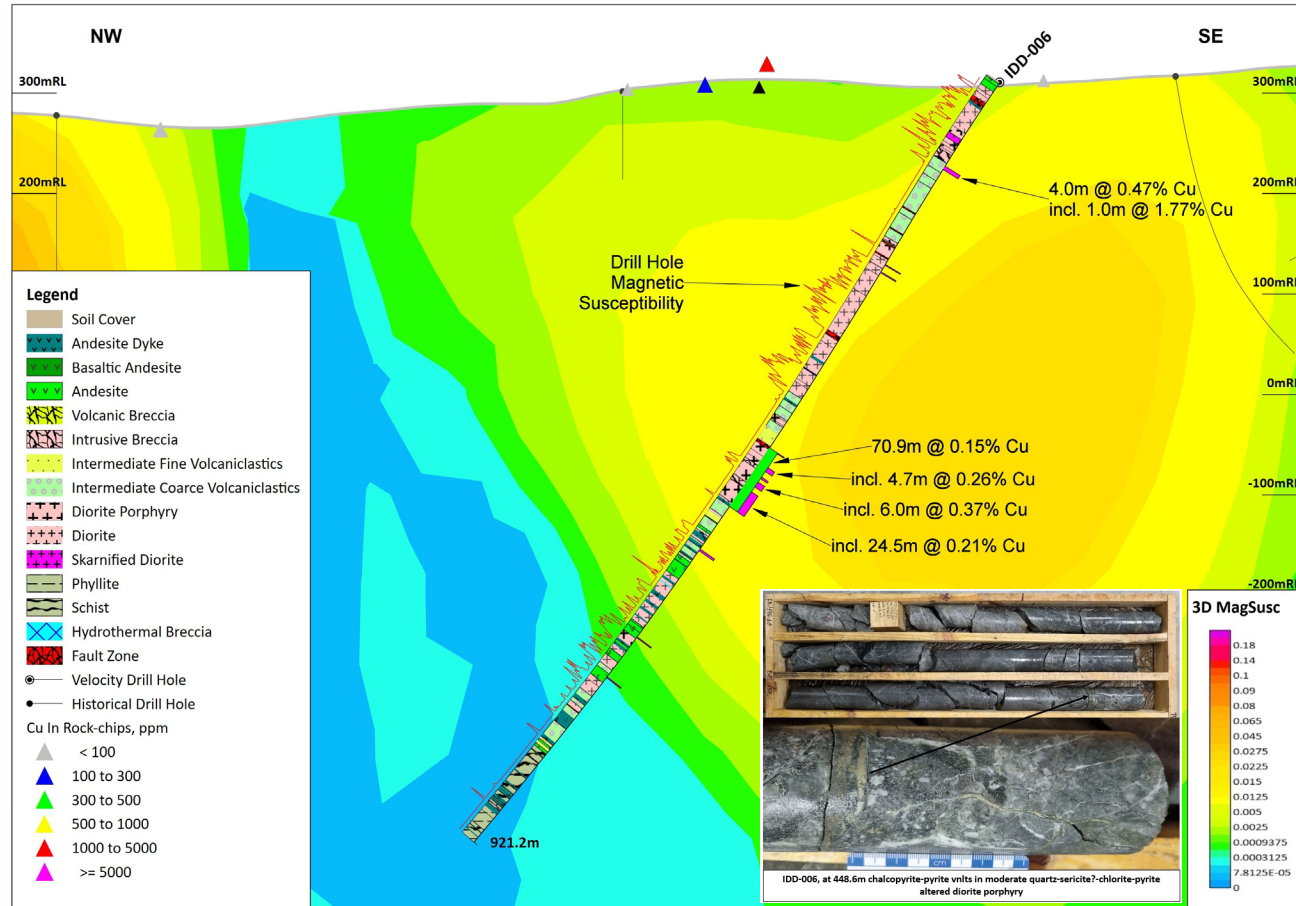 NW
SE
IDD-006
300mRL
300mRL
200mRL
200mRL
4.0m @ 0.47% Cu
incl. 1.0m @ 1.77% Cu
Drill Hole
Magnetic
Susceptibility
100mRL
0mRL
70.9m @ 0.15% Cu
incl. 4.7m @ 0.26% Cu
-100mRL
incl. 6.0m @ 0.37% Cu
incl. 24.5m @ 0.21% Cu
-200mRL
921.2m
Legend
Soil Cover
Andesite Dyke
Basaltic Andesite
Andesite
Volcanic Breccia
Intrusive Breccia
Intermediate Fine Volcaniclastics
Intermediate Coarce Volcaniclastics
Diorite Porphyry
Diorite
Skarnified Diorite
Phyllite
Schist
Hydrothermal Breccia
Fault Zone
Velocity Drill Hole
Historical Drill Hole
Cu In Rock-chips, ppm
< 100
100 to 300
300 to 500
500 to 1000
1000 to 5000
>= 5000
cm
IDD-006, at 448.6m chalcopyrite-pyrite vnlts in moderate quartz-sericite?-chlorite-pyrite
altered diorite porphyry
3D MagSusc
0.18
0.14
0.1
0.09
0.08
0.065
0.045
0.0275
0.0225
0.0125
0.005
0.0025
0.0009375
0.0003125
7.8125E-05
0